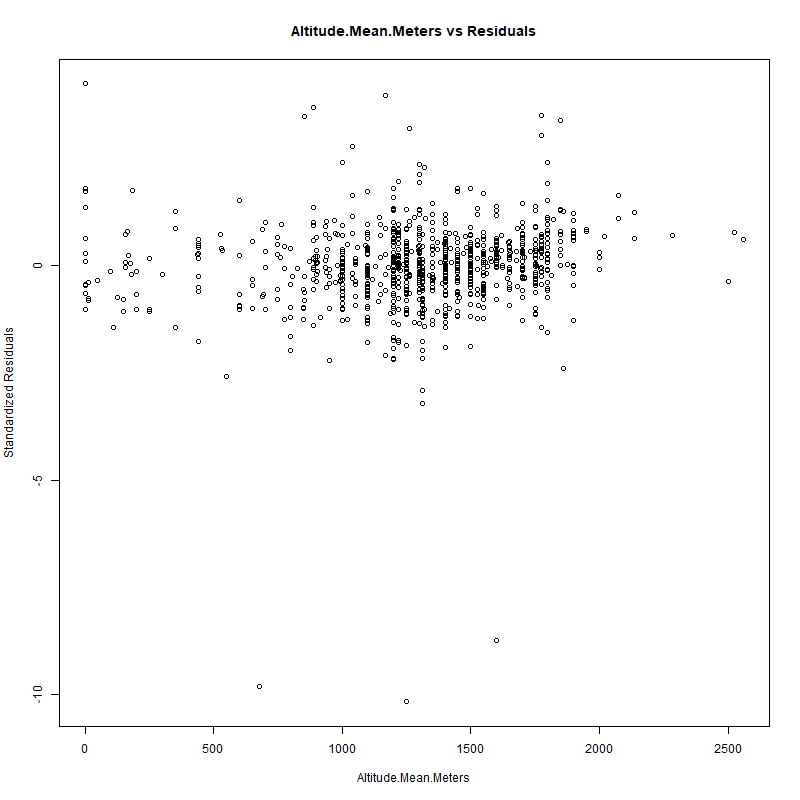 Altitude.Mean.Meters vs Residuals
Standardized Residuals
0
-5
-10
0 500 1000 1500 2000 2500
Altitude.Mean.Meters